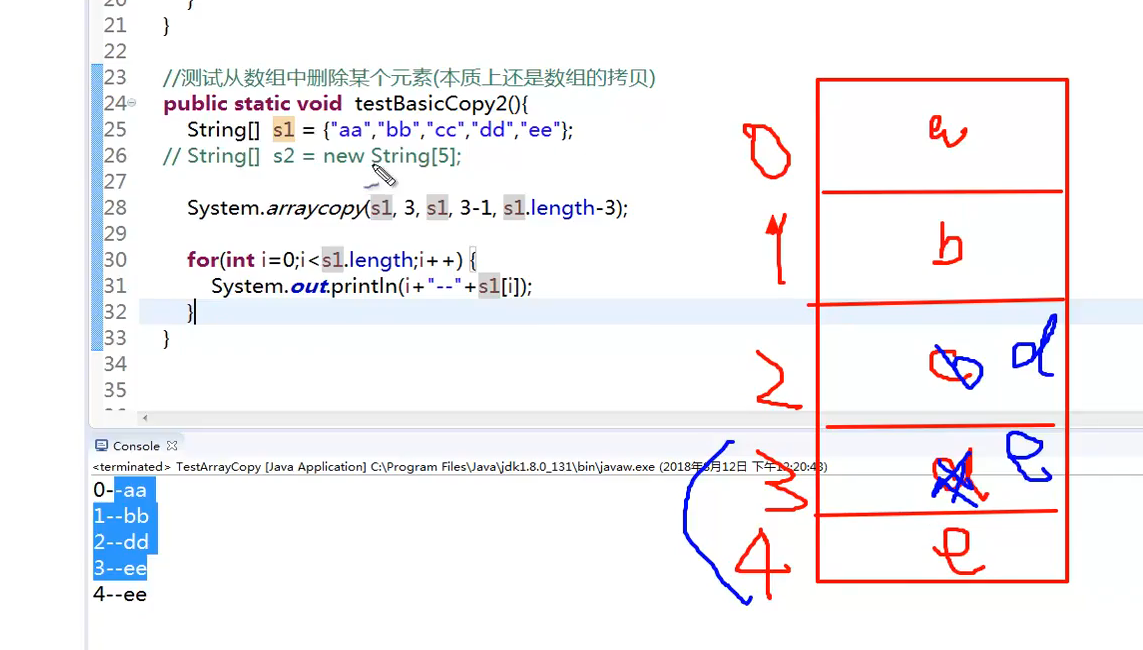 20 }
21 }
22
23 //测试从数组中删除某个元素(本质上还是数组的拷贝)
24 public static void testBasicCopy2(){
25 String[] s1 = {"aa","bb","cc","dd","ee"};
26 // String[] s2 = new String[5];
27
28 System.arraycopy(s1, 3, s1, 3-1, s1.length-3);
29
30 for(int i=0;i<s1.length;i++) {
31 System.out.println(i+"--"+s1[i]);
32 }
33 }
34
35
Console
<terminated> TestArrayCopy [Java Application] C:\Program Files\Java\jdk1.8.0_131\bin\javaw.exe (2018年3月12日 下午12:20:43)
0--aa
1--bb
2--dd
3--ee
4--ee
0
1 b
2 d
3 e
4 e